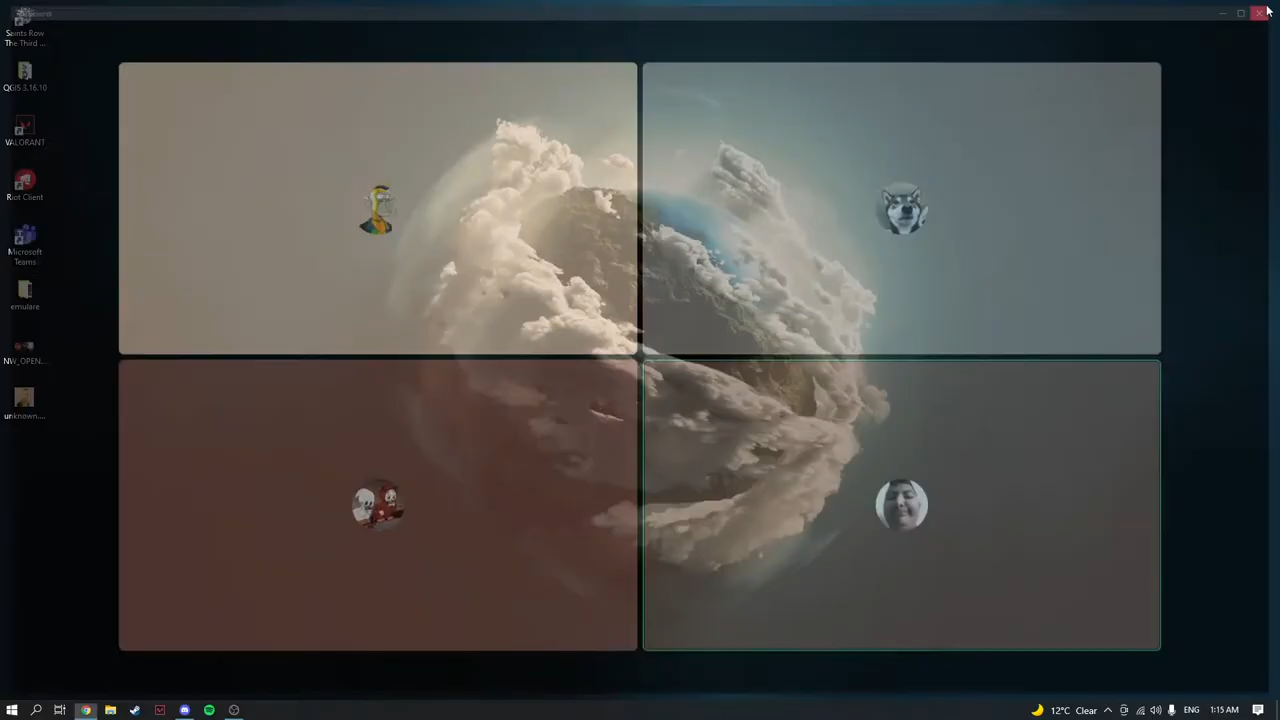 Saints Row
The Third ...
QGIS 3.16.10
VALORANT
Riot Client
Microsoft
Teams
emulare
NW_OPEN...
unknown....
12°C Clear
ENG
1:15 AM